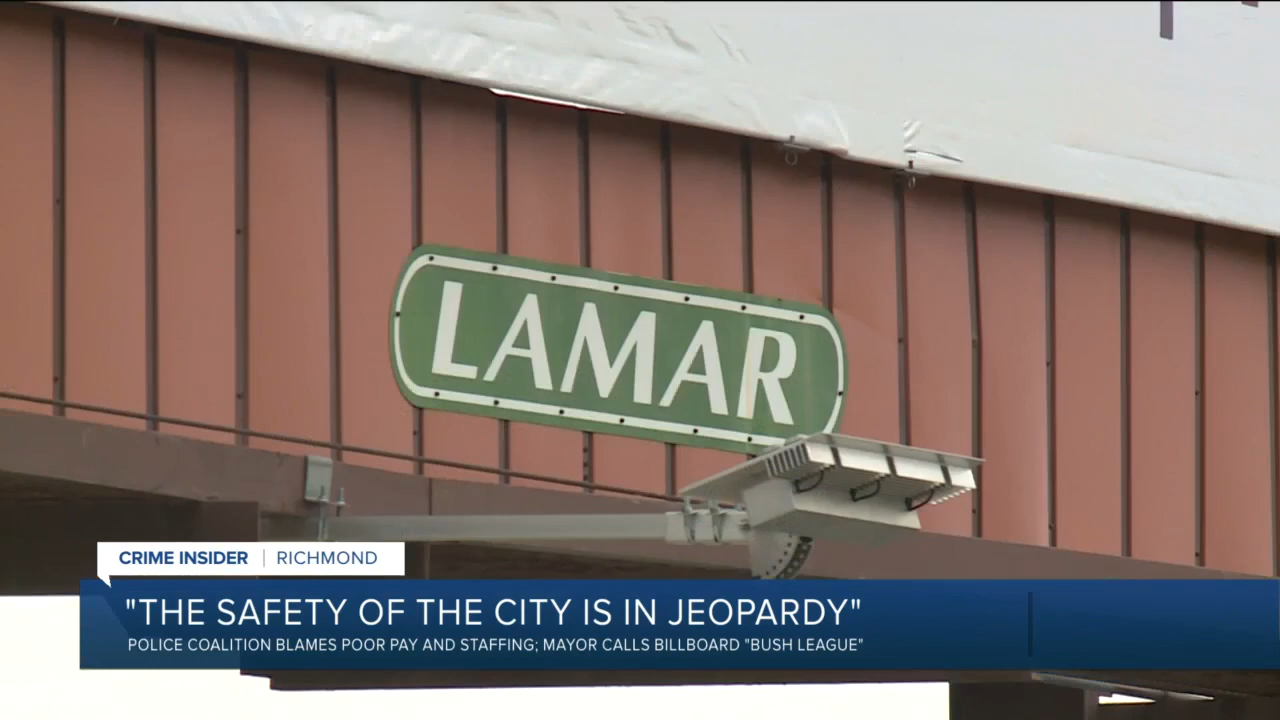 LAMAR
CRIME INSIDER | RICHMOND
"THE SAFETY OF THE CITY IS IN JEOPARDY"
POLICE COALITION BLAMES POOR PAY AND STAFFING; MAYOR CALLS BILLBOARD "BUSH LEAGUE"